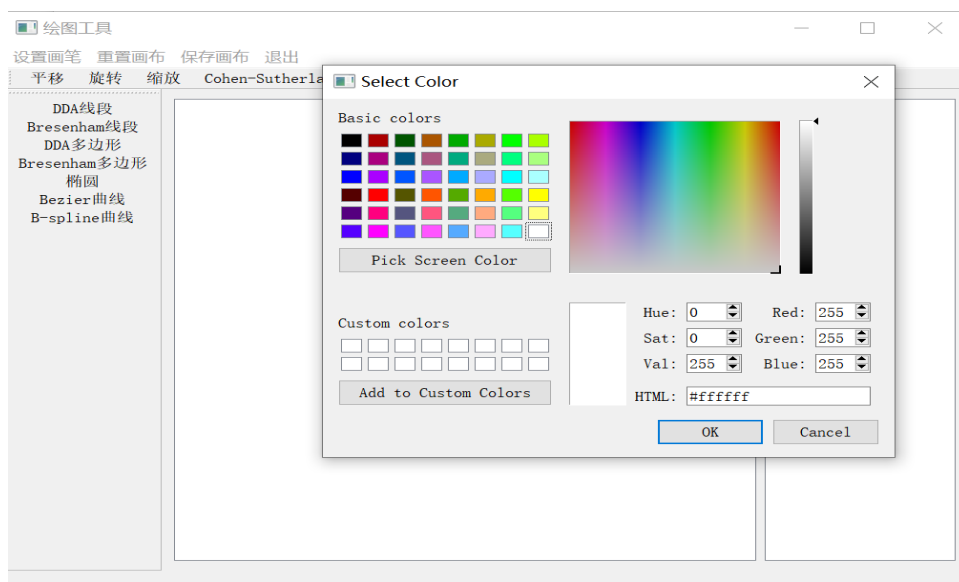 绘图工具
设置画笔 重置画布 保存画布 退出
平移 旋转 缩放
DDA线段
Bresenham线段
DDA多边形
Bresenham多边形
椭圆
Bezier曲线
B-spline曲线
Select Color
Basic colors
Pick Screen Color
Custom colors
Add to Custom Colors
Hue: 0 Red: 255
Sat: 0 Green: 255
Val: 255 Blue: 255
HTML: #ffffff
OK Cancel